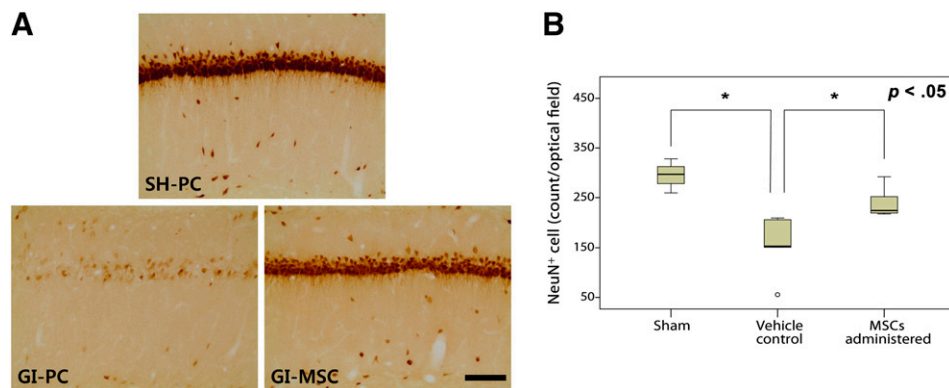 A
SH-PC
GI-PC
GI-MSC
B
p < .05
*
*
NeuN+ cell (count/optical field)
450
350
250
150
50
Sham
Vehicle
control
MSCs
administered